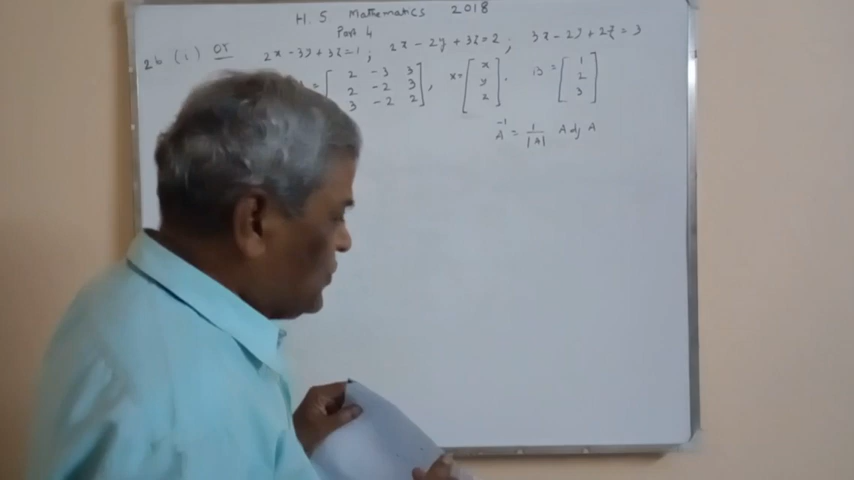 H. S Mathematics 2018
Part 4
2b (i) or 2x - 3y + 3z = 1 ; 2x - 2y + 3z = 2 ; 3x - 2y + 2z = 3
= [ 2 -3 3 ] , x = [ x ] . B = [ 1 ]
2 -2 3 y 2
3 -2 2 z 3
A⁻¹ = 1/|A| Adj A